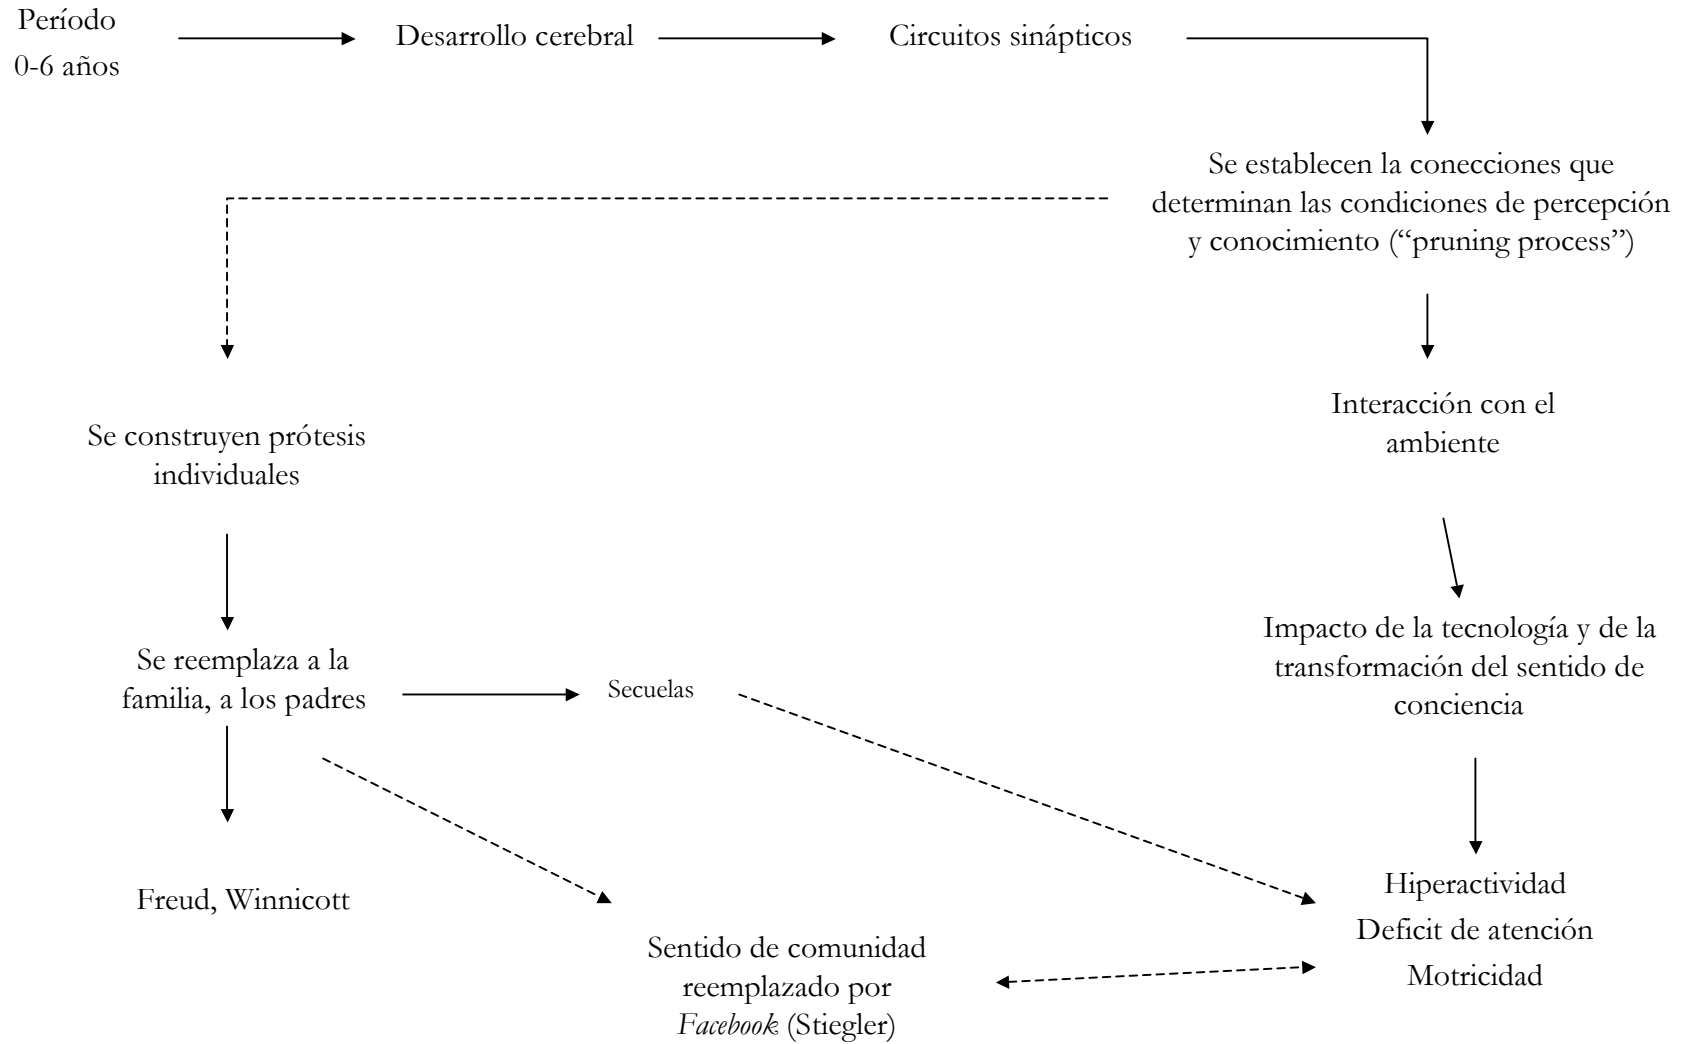 Período
0-6 años
Desarrollo cerebral
Circuitos sinápticos
Se establecen la conecciones que
determinan las condiciones de percepción
y conocimiento (“pruning process”)
Se construyen prótesis
individuales
Interacción con el
ambiente
Se reemplaza a la
familia, a los padres
Secuelas
Impacto de la tecnología y de la
transformación del sentido de
conciencia
Freud, Winnicott
Sentido de comunidad
reemplazado por
Facebook (Stiegler)
Hiperactividad
Deficit de atención
Motricidad